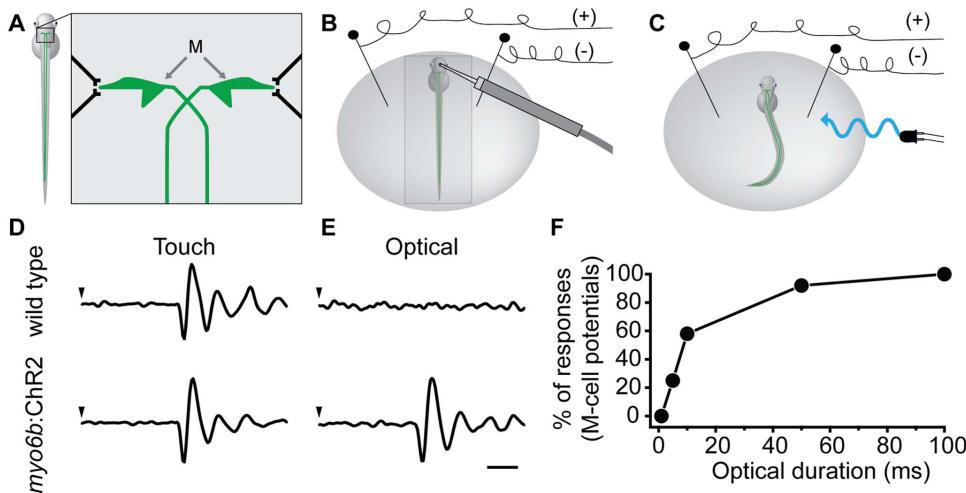 A
M
B
(+)
(-)
C
(+)
(-)
D
Touch
wild type
myo6b:ChR2
E
Optical
F
% of responses
(M-cell potentials)
100
80
60
40
20
0
0
20
40
60
80
100
Optical duration (ms)